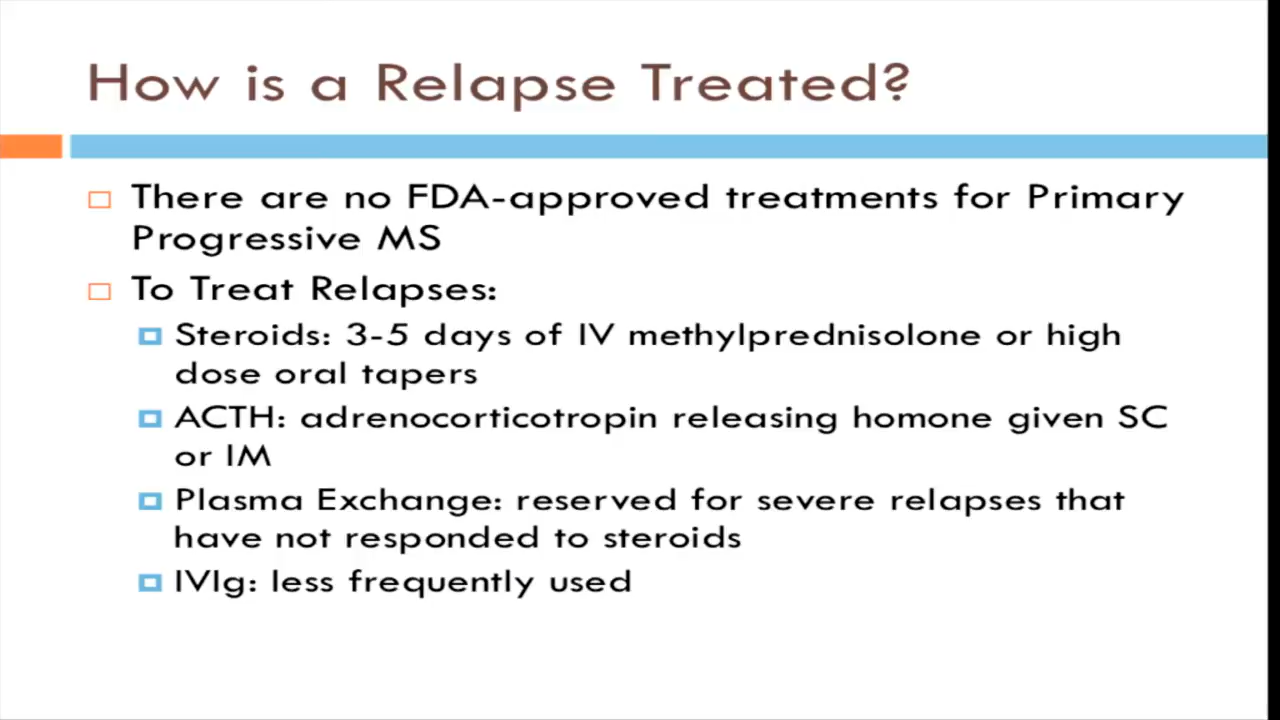 How is a Relapse Treated?
There are no FDA-approved treatments for Primary
Progressive MS
To Treat Relapses:
Steroids: 3-5 days of IV methylprednisolone or high
dose oral tapers
ACTH: adrenocorticotropin releasing homone given SC
or IM
Plasma Exchange: reserved for severe relapses that
have not responded to steroids
IVIg: less frequently used